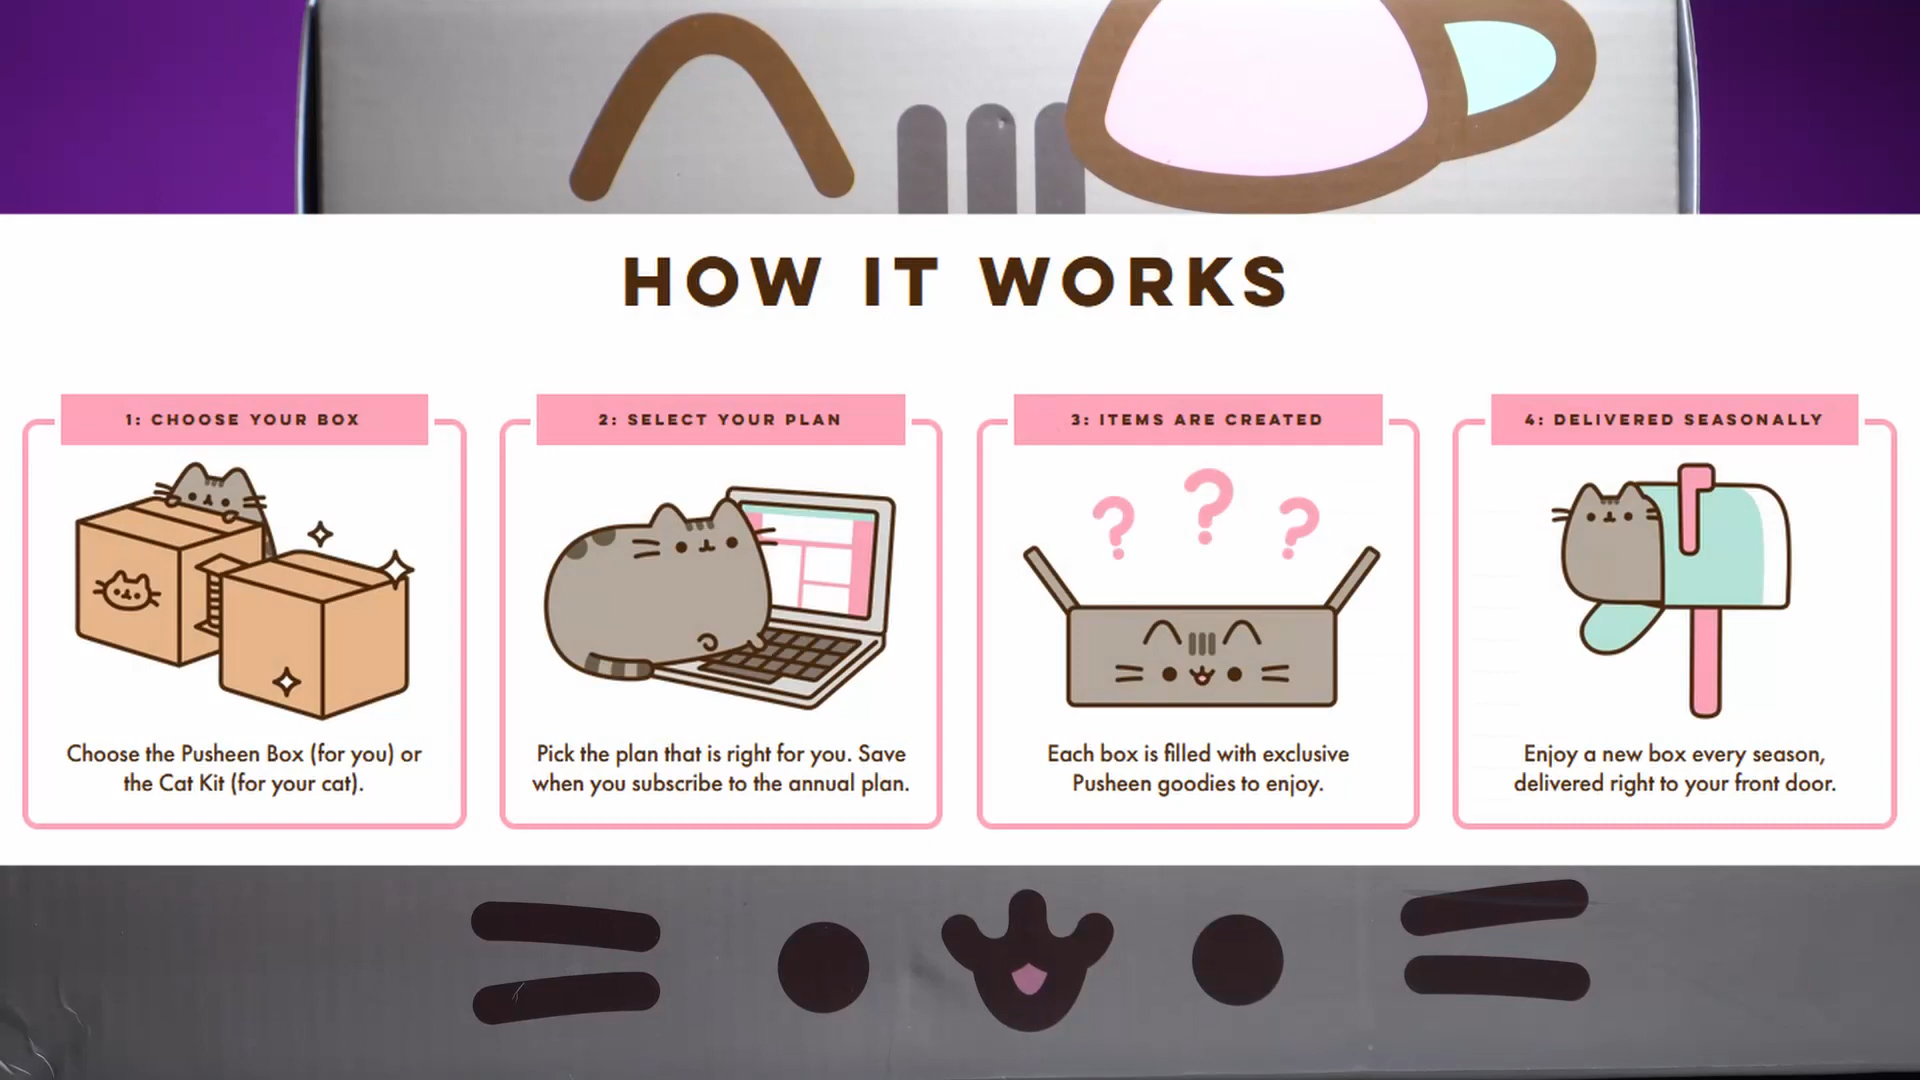 HOW IT WORKS
1: CHOOSE YOUR BOX
Choose the Pusheen Box (for you) or
the Cat Kit (for your cat).
2: SELECT YOUR PLAN
Pick the plan that is right for you. Save
when you subscribe to the annual plan.
3: ITEMS ARE CREATED
Each box is filled with exclusive
Pusheen goodies to enjoy.
4: DELIVERED SEASONALLY
Enjoy a new box every season,
delivered right to your front door.